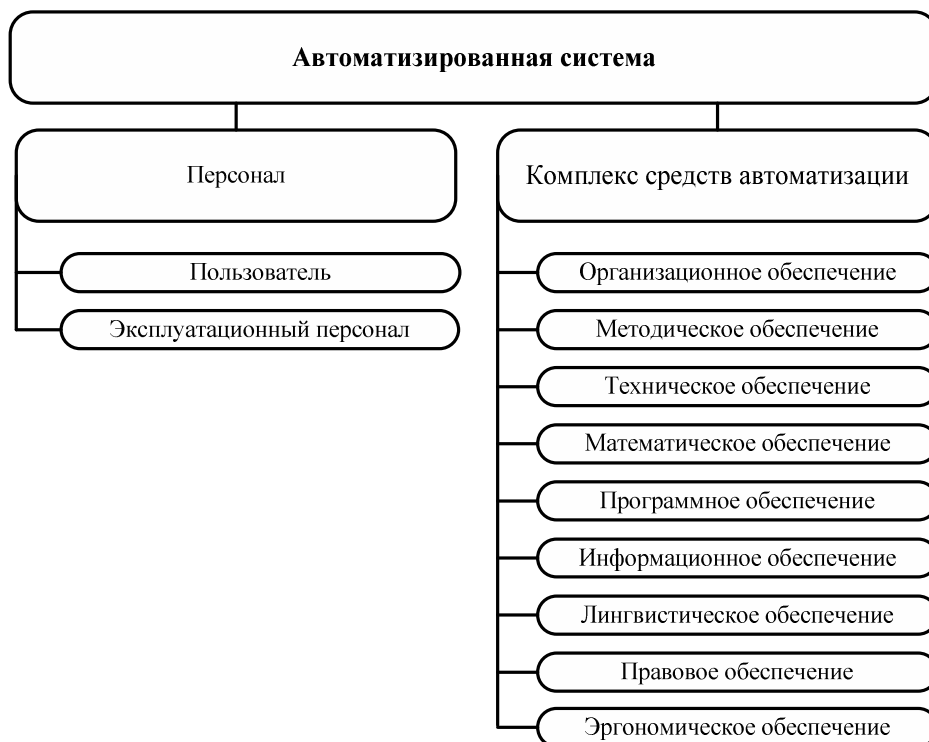 Автоматизированная система
Персонал
Пользователь
Эксплуатационный персонал
Комплекс средств автоматизации
Организационное обеспечение
Методическое обеспечение
Техническое обеспечение
Математическое обеспечение
Программное обеспечение
Информационное обеспечение
Лингвистическое обеспечение
Правовое обеспечение
Эргономическое обеспечение